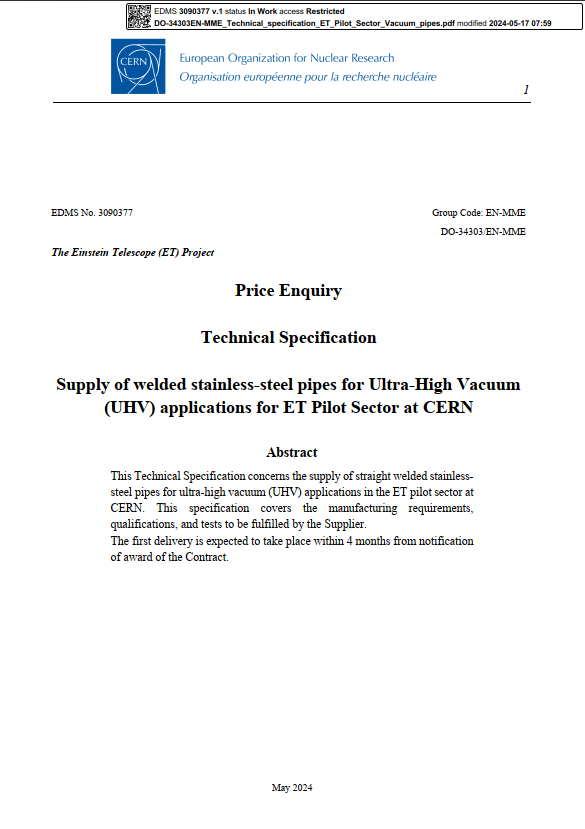 EDMS 3090377 v.1 status In Work access Restricted
DO-34303EN-MME_Technical_specification_ET_Pilot_Sector_Vacuum_pipes.pdf modified 2024-05-17 07:59
CERN
European Organization for Nuclear Research
Organisation européenne pour la recherche nucléaire
1
EDMS No. 3090377
Group Code: EN-MME
DO-34303/EN-MME
The Einstein Telescope (ET) Project
Price Enquiry
Technical Specification
Supply of welded stainless-steel pipes for Ultra-High Vacuum
(UHV) applications for ET Pilot Sector at CERN
Abstract
This Technical Specification concerns the supply of straight welded stainless-
steel pipes for ultra-high vacuum (UHV) applications in the ET pilot sector at
CERN. This specification covers the manufacturing requirements,
qualifications, and tests to be fulfilled by the Supplier.
The first delivery is expected to take place within 4 months from notification
of award of the Contract.
May 2024